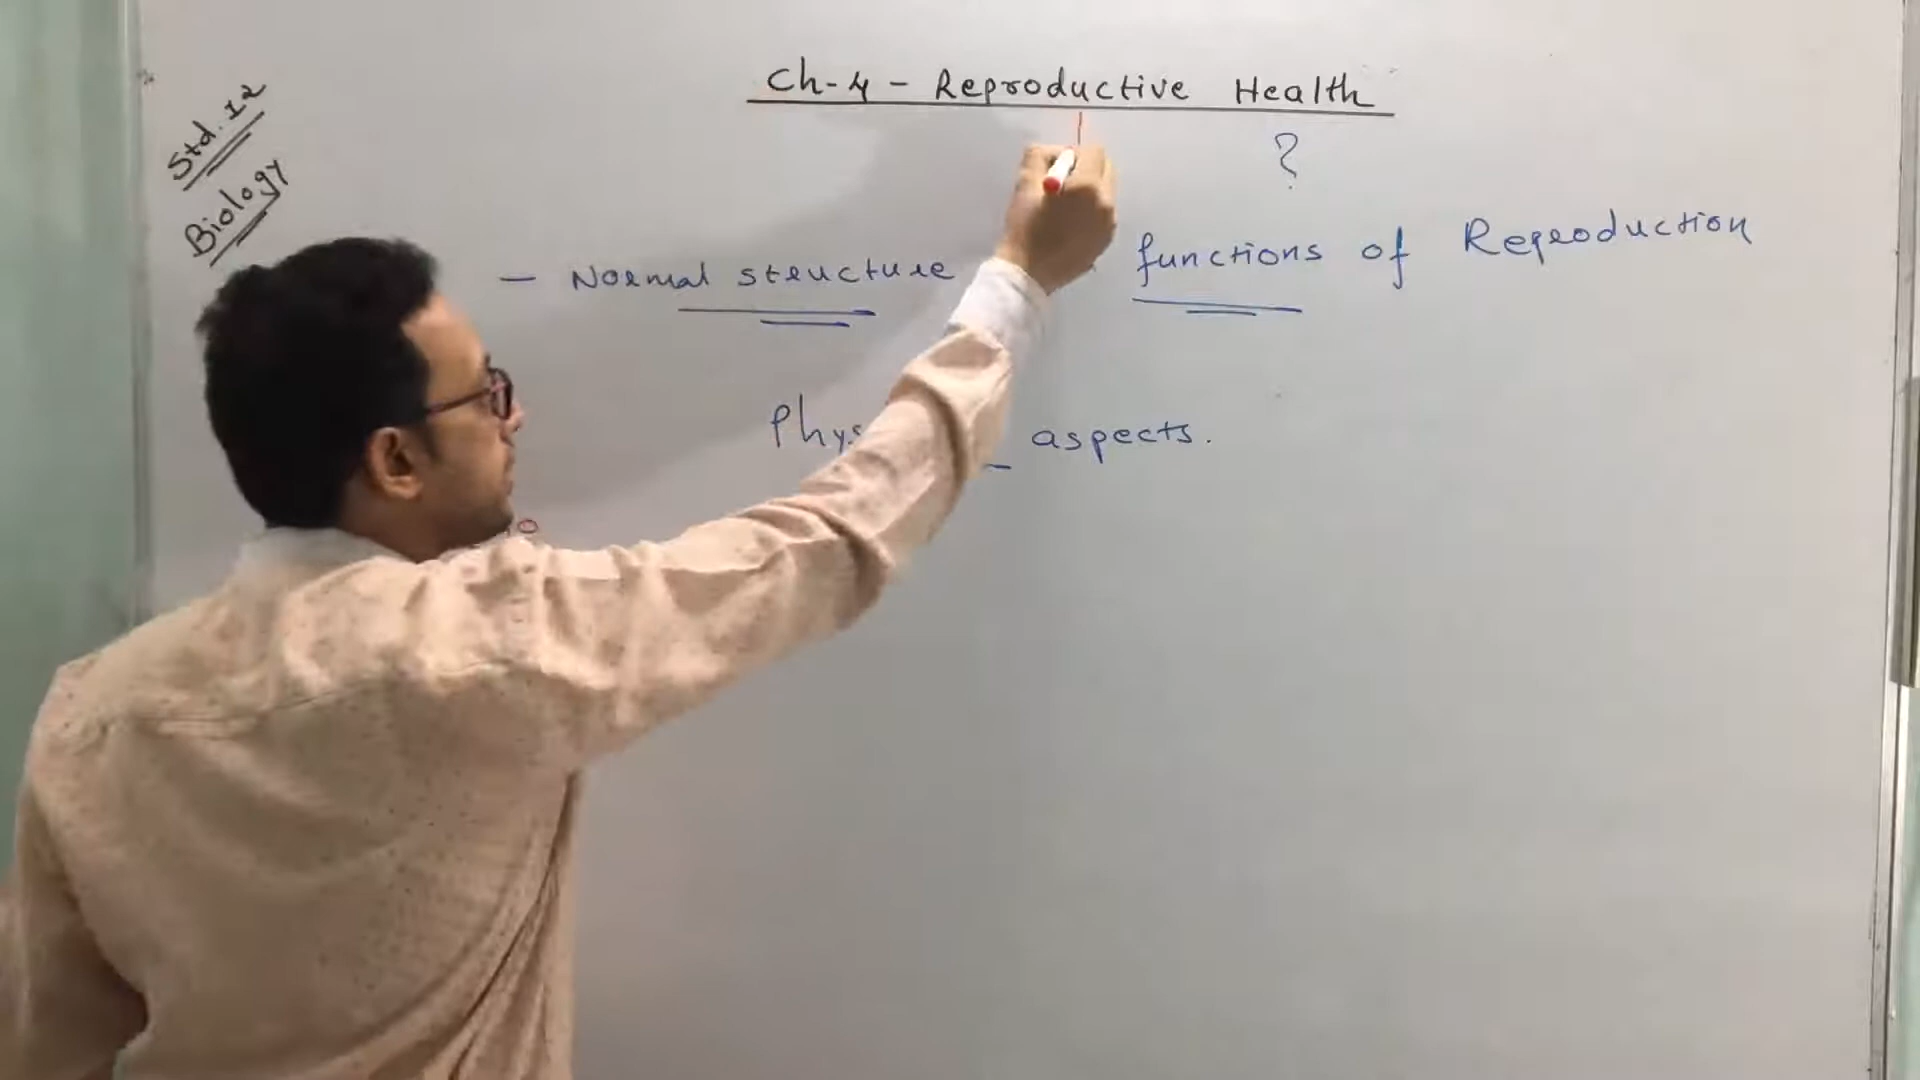 Ch-4 - Reproductive Health
Std. 12
Biology
?
- Normal structure functions of Reproduction
aspects.